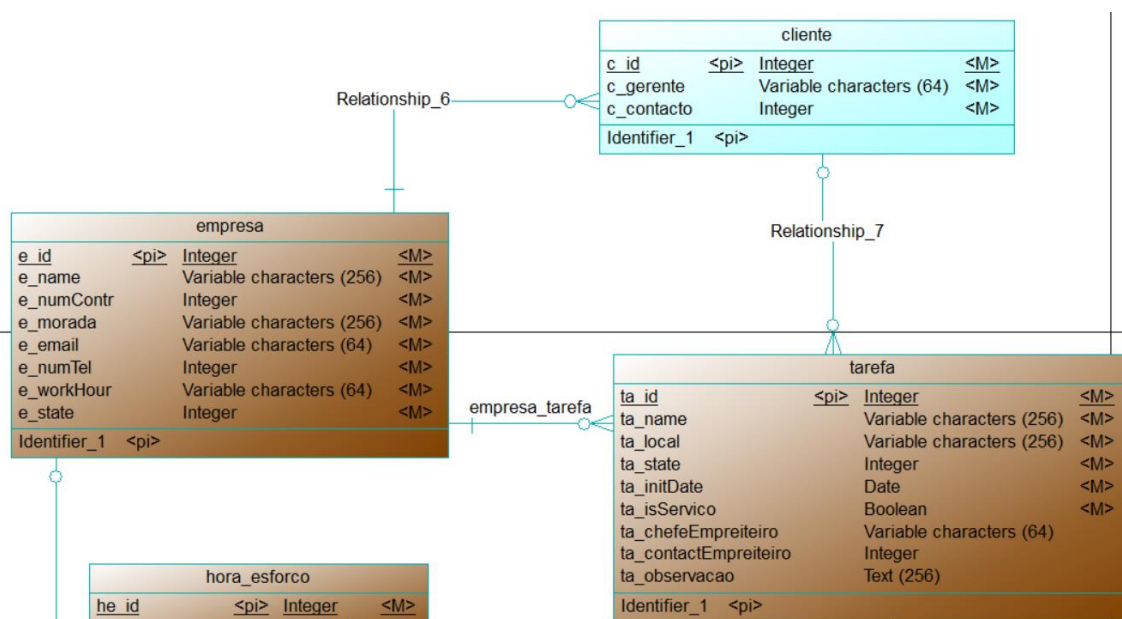 cliente
c_id <pi> Integer <M>
c_gerente Variable characters (64) <M>
c_contacto Integer <M>
Identifier_1 <pi>
Relationship_6
Relationship_7
empresa
e_id <pi> Integer <M>
e_name Variable characters (256) <M>
e_numContr Integer <M>
e_morada Variable characters (256) <M>
e_email Variable characters (64) <M>
e_numTel Integer <M>
e_workHour Variable characters (64) <M>
e_state Integer <M>
Identifier_1 <pi>
empresa_tarefa
tarefa
ta_id <pi> Integer <M>
ta_name Variable characters (256) <M>
ta_local Variable characters (256) <M>
ta_state Integer <M>
ta_initDate Date <M>
ta_isServico Boolean <M>
ta_chefeEmpreiteiro Variable characters (64)
ta_contactEmpreiteiro Integer
ta_observacao Text (256)
Identifier_1 <pi>
hora_esforco
he_id <pi> Integer <M>